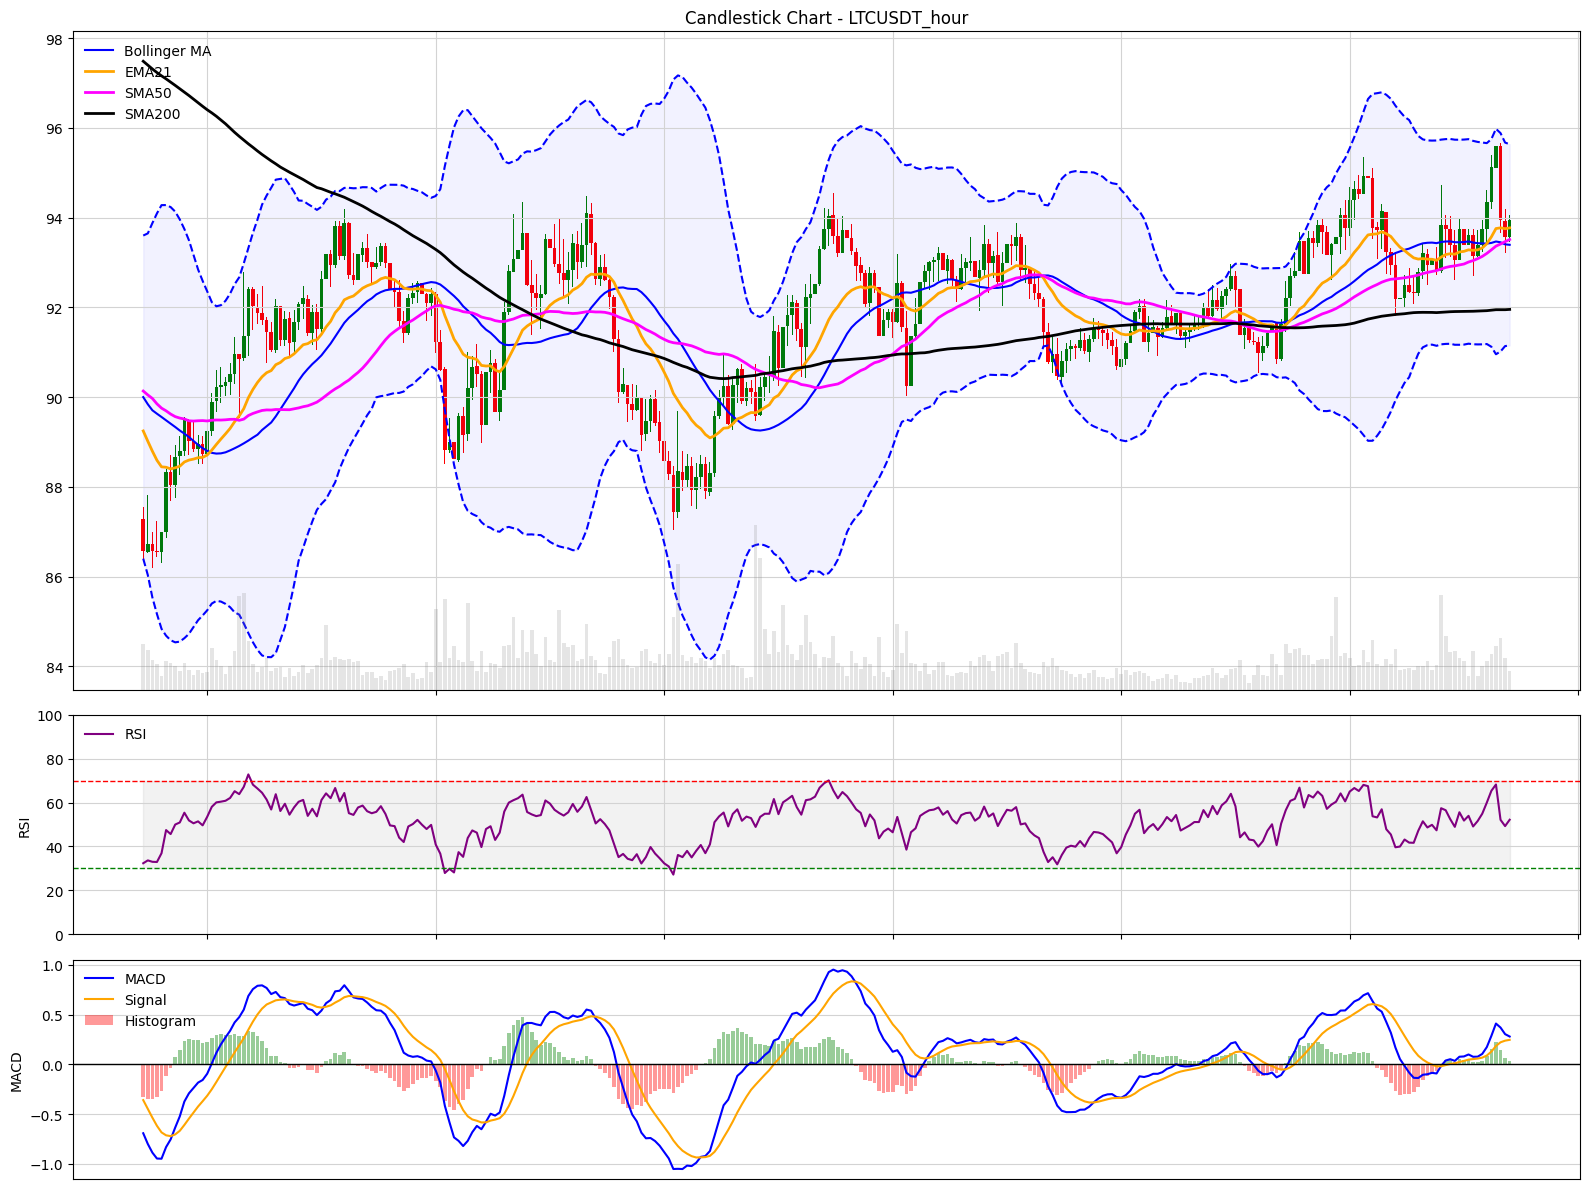 Candlestick Chart - LTCUSDT_hour
98
96
94
92
90
88
86
84
Bollinger MA
EMA21
SMA50
SMA200
100
80
60
40
20
0
RSI
RSI
1.0
0.5
0.0
−0.5
−1.0
MACD
MACD
Signal
Histogram